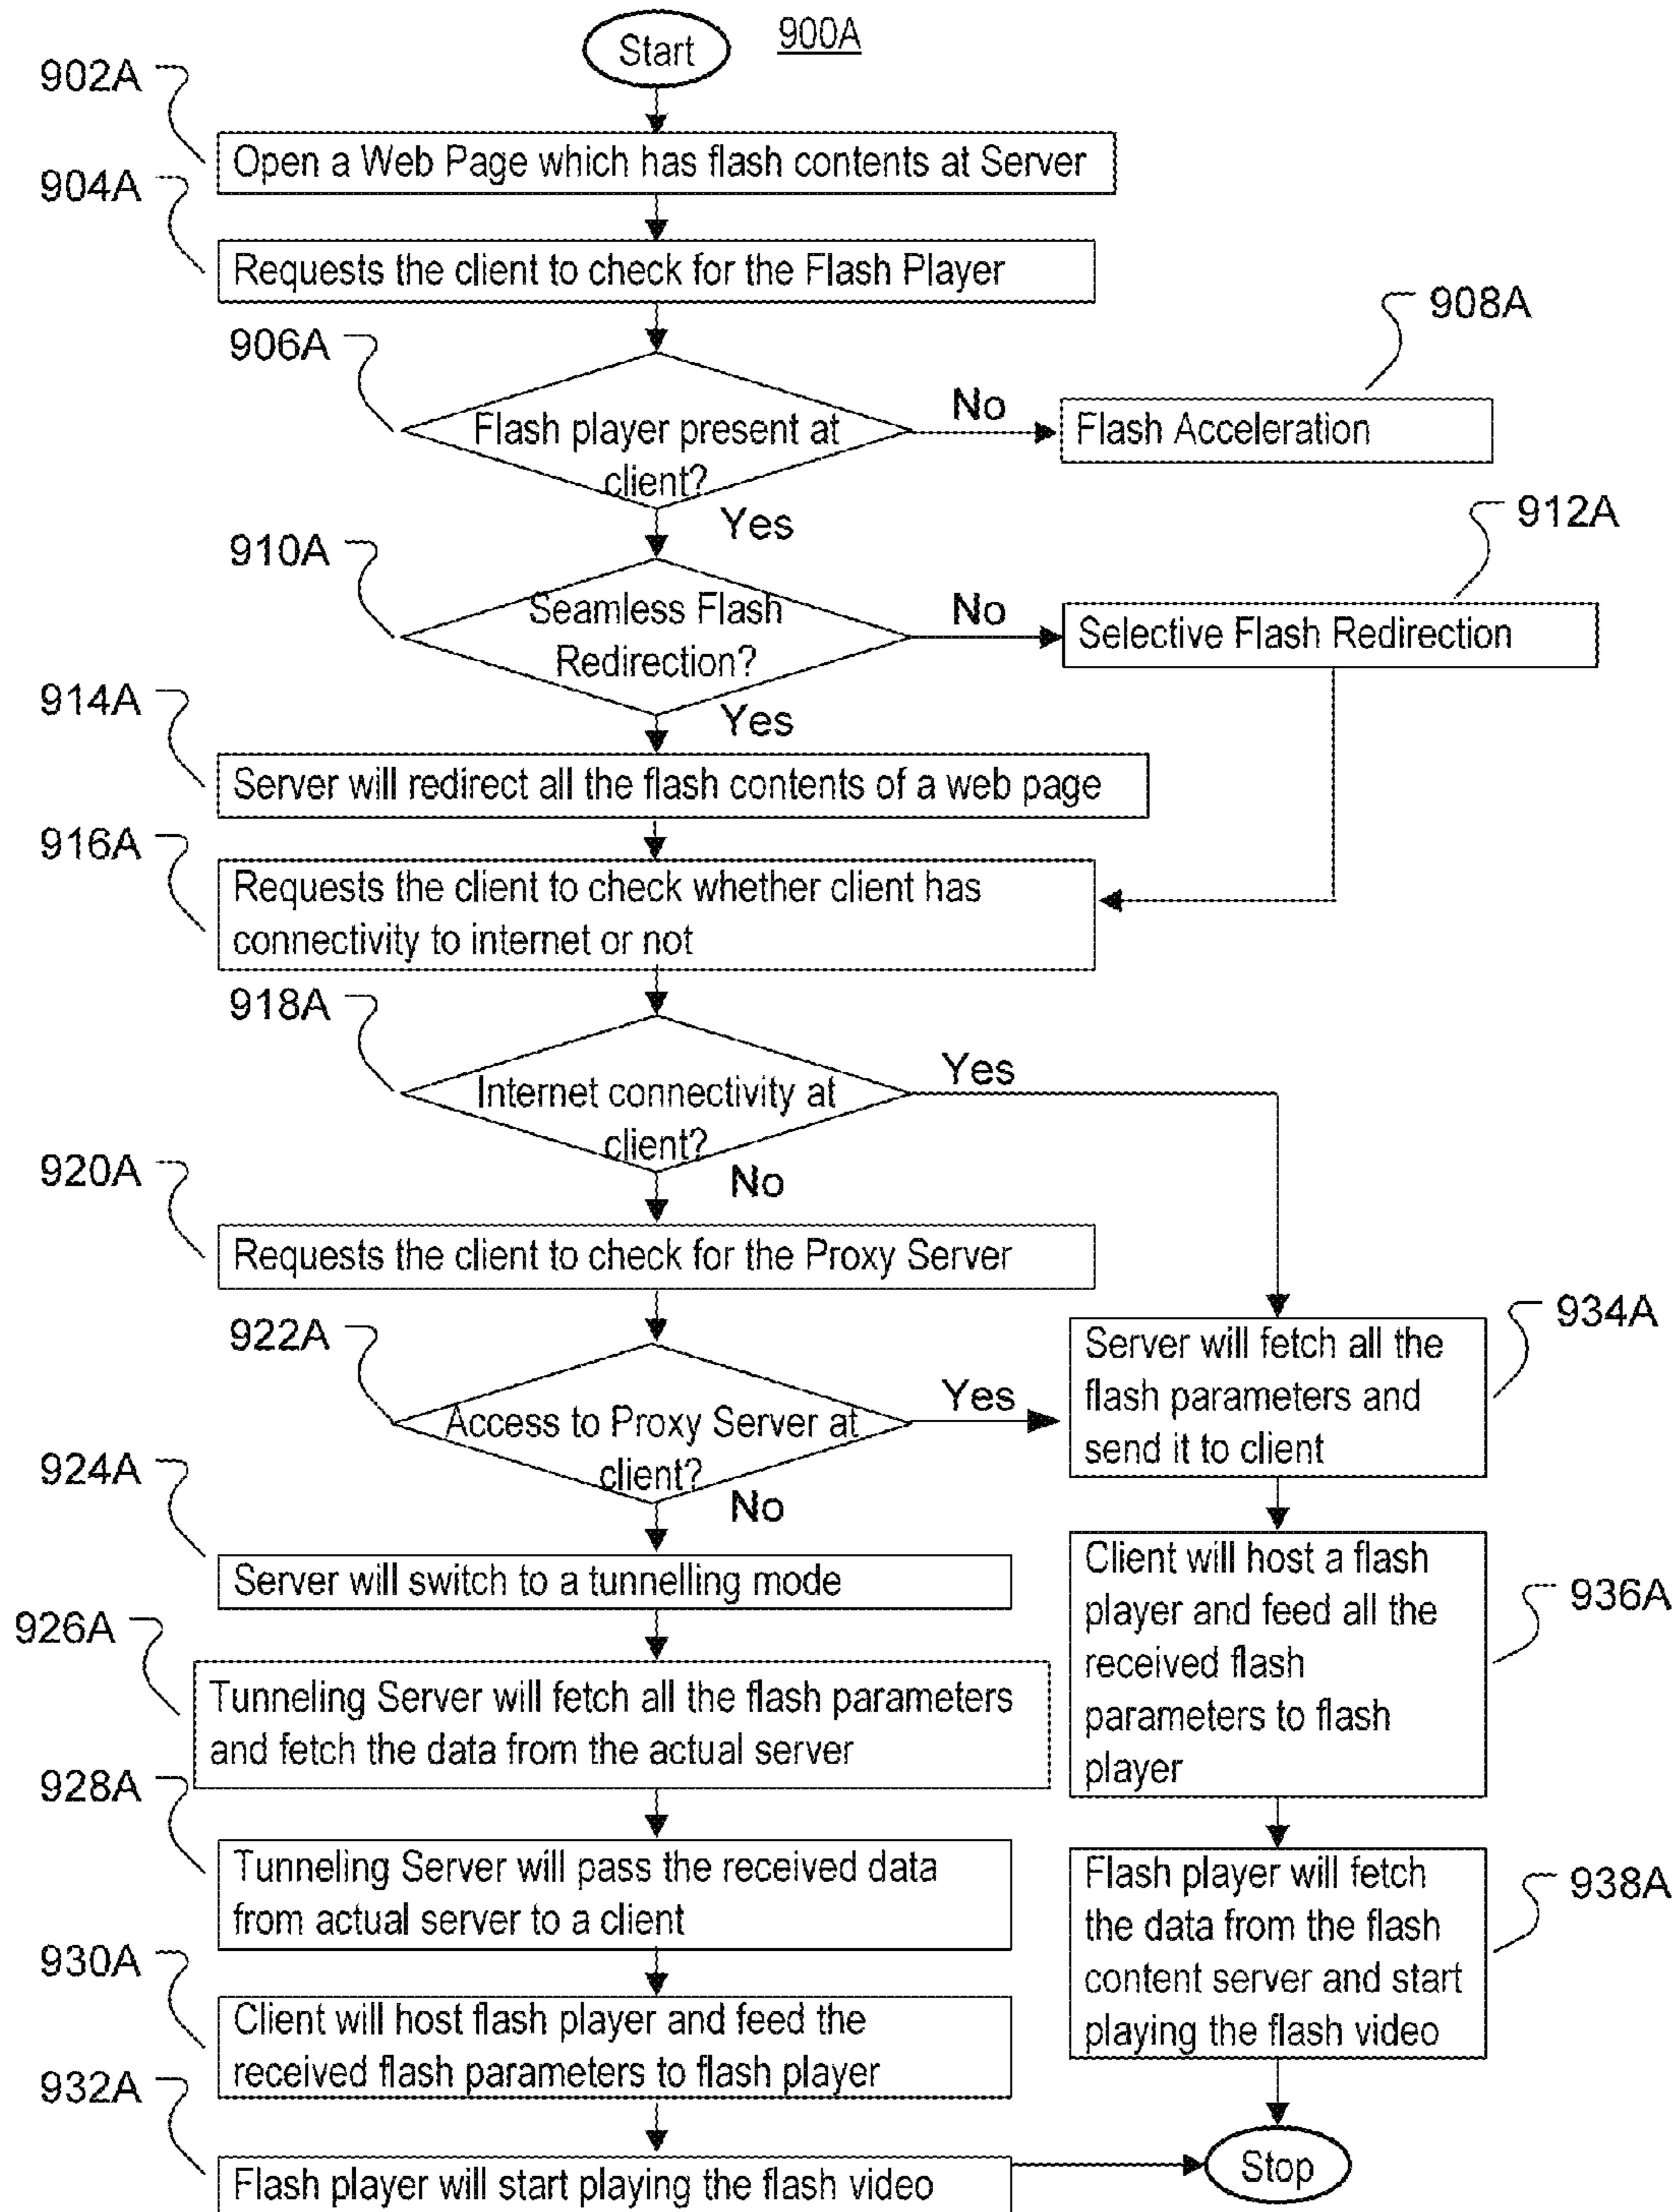 Start
900A
902A
Open a Web Page which has flash contents at Server
904A
Requests the client to check for the Flash Player
906A
Flash player present at
client?
No
908A
Flash Acceleration
Yes
910A
Seamless Flash
Redirection?
No
912A
Selective Flash Redirection
Yes
914A
Server will redirect all the flash contents of a web page
916A
Requests the client to check whether client has
connectivity to internet or not
918A
Internet connectivity at
client?
Yes
No
920A
Requests the client to check for the Proxy Server
922A
Access to Proxy Server at
client?
Yes
No
924A
Server will switch to a tunnelling mode
926A
Tunneling Server will fetch all the flash parameters
and fetch the data from the actual server
928A
Tunneling Server will pass the received data
from actual server to a client
930A
Client will host flash player and feed the
received flash parameters to flash player
932A
Flash player will start playing the flash video
934A
Server will fetch all the
flash parameters and
send it to client
936A
Client will host a flash
player and feed all the
received flash
parameters to flash
player
938A
Flash player will fetch
the data from the flash
content server and start
playing the flash video
Stop